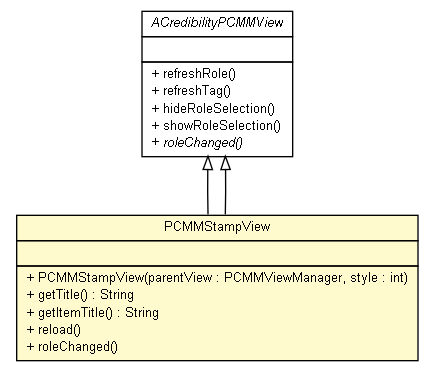 ACredibilityPCMMView
+ refreshRole()
+ refreshTag()
+ hideRoleSelection()
+ showRoleSelection()
+ roleChanged()
PCMMStampView
+ PCMMStampView(parentView : PCMMViewManager, style : int)
+ getTitle() : String
+ getItemTitle() : String
+ reload()
+ roleChanged()